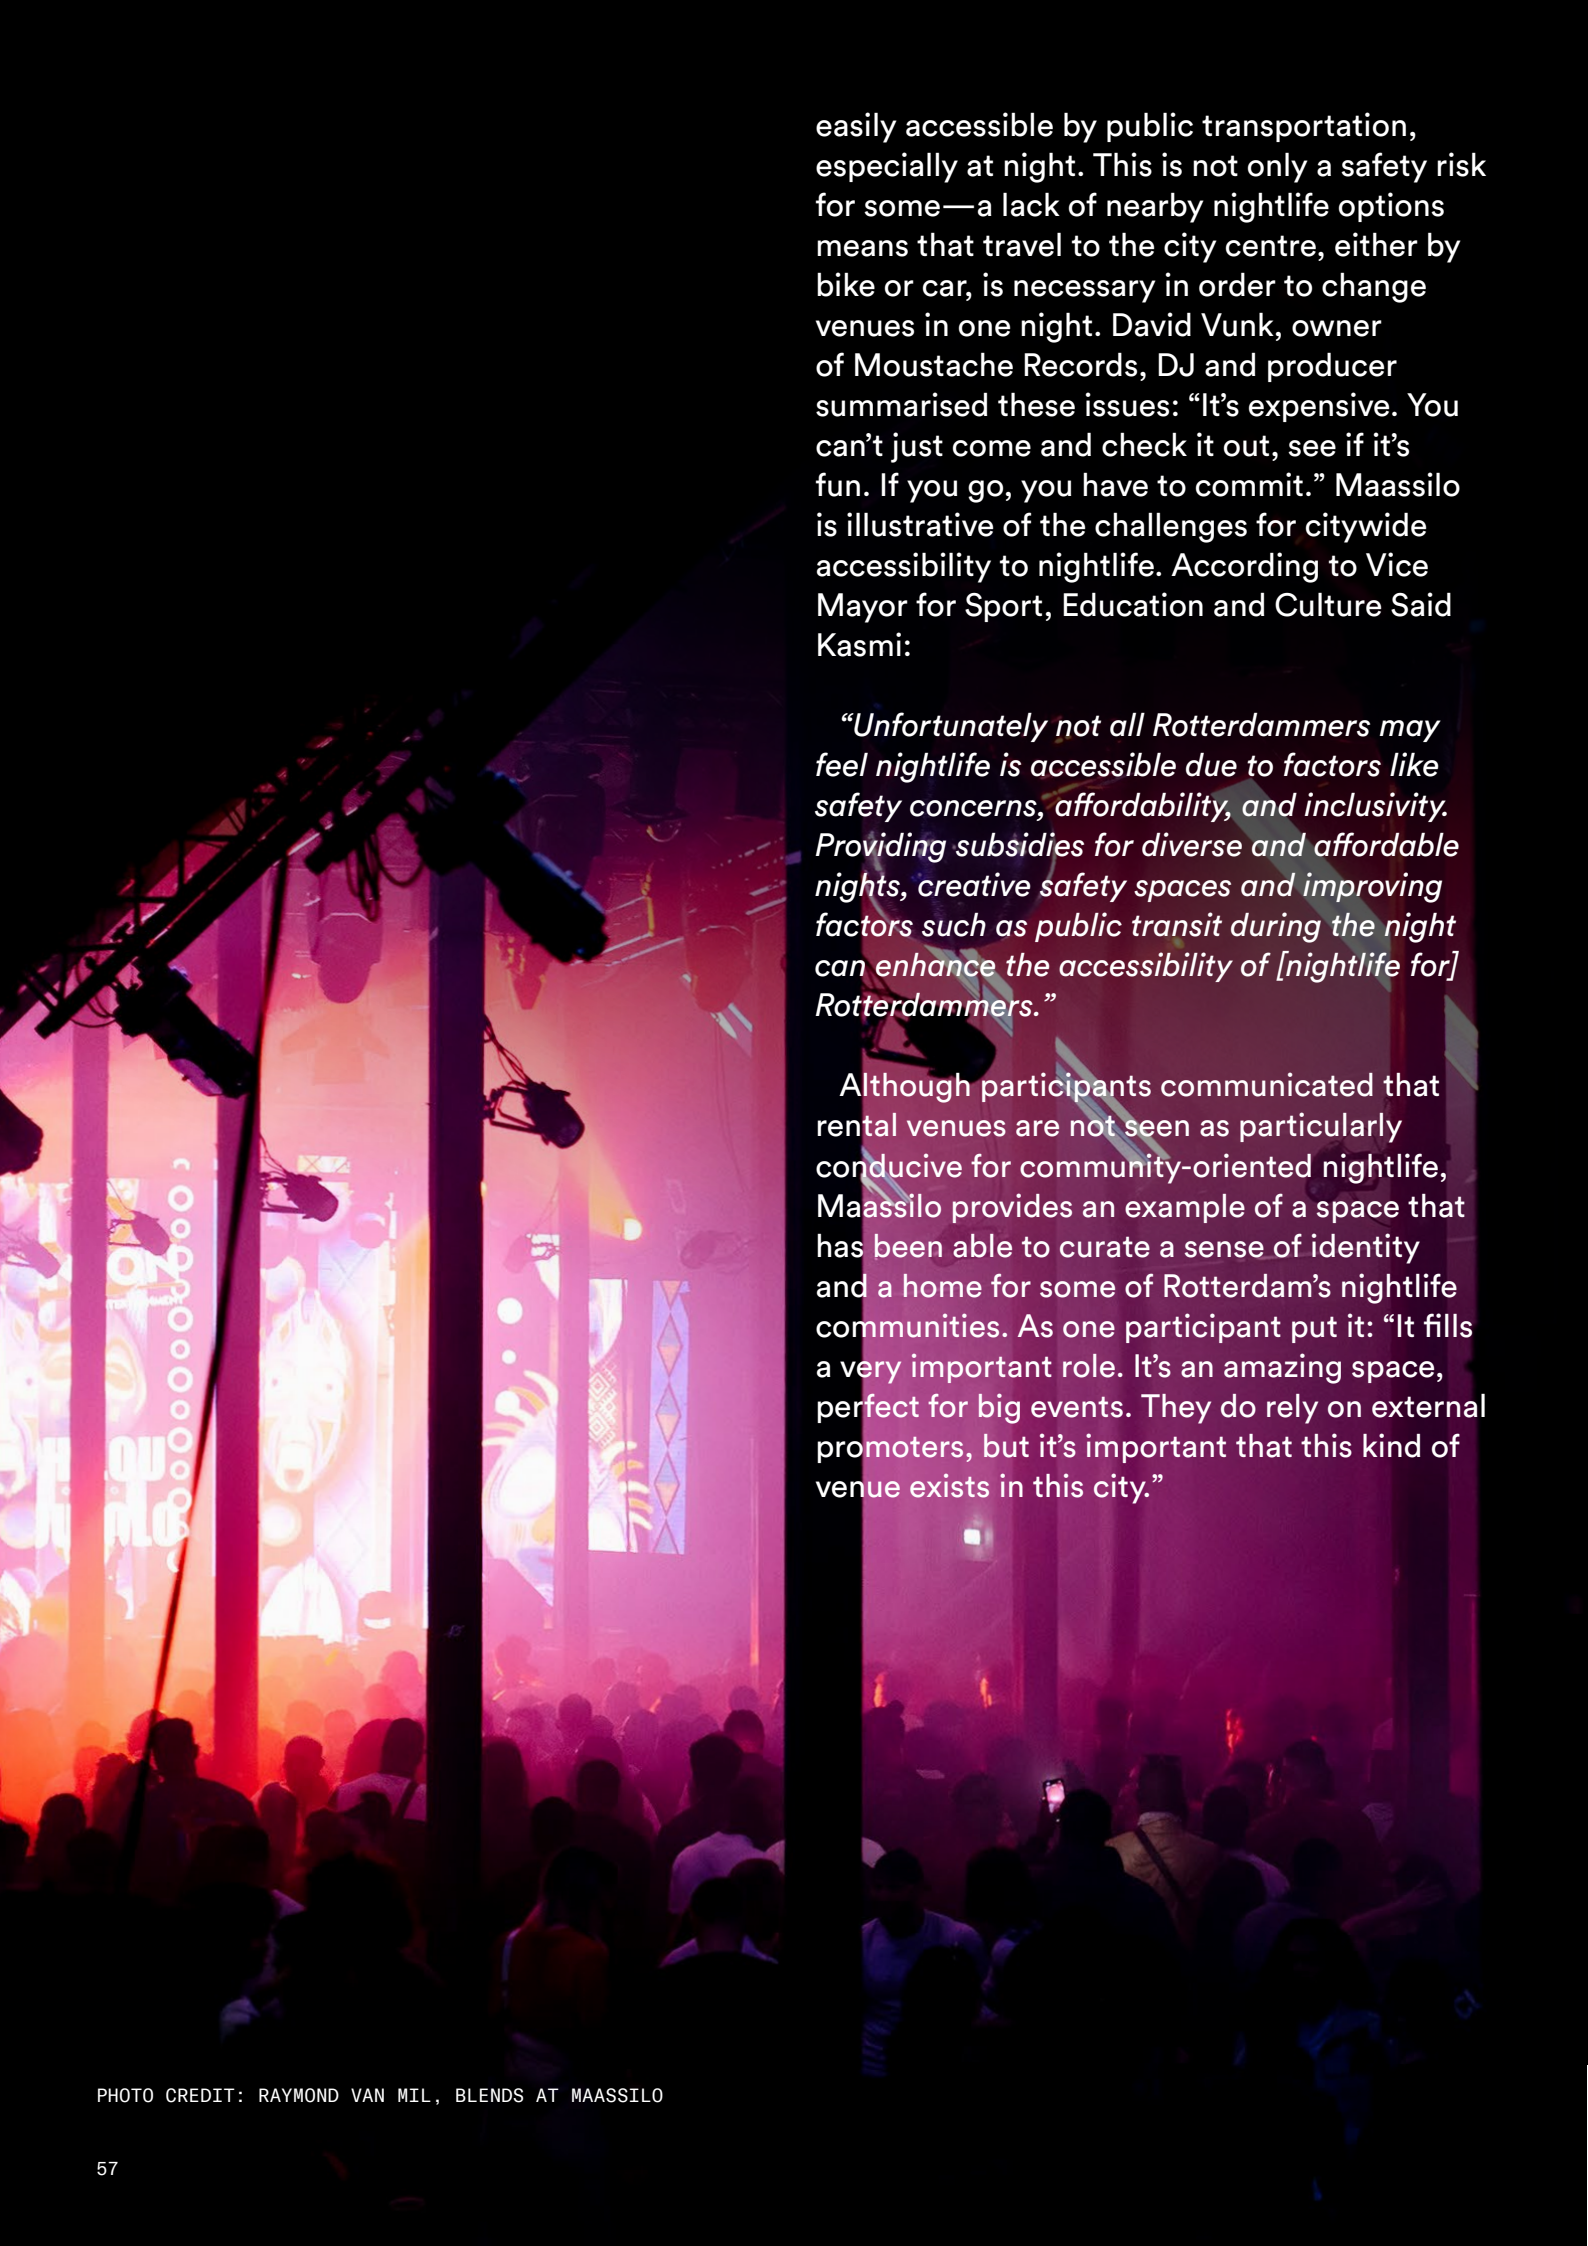 easily accessible by public transportation,
especially at night. This is not only a safety risk
for some—a lack of nearby nightlife options
means that travel to the city centre, either by
bike or car, is necessary in order to change
venues in one night. David Vunk, owner
of Moustache Records, DJ and producer
summarised these issues: “It’s expensive. You
can’t just come and check it out, see if it’s
fun. If you go, you have to commit.” Maassilo
is illustrative of the challenges for citywide
accessibility to nightlife. According to Vice
Mayor for Sport, Education and Culture Said
Kasmi:
“Unfortunately not all Rotterdammers may
feel nightlife is accessible due to factors like
safety concerns, affordability, and inclusivity.
Providing subsidies for diverse and affordable
nights, creative safety spaces and improving
factors such as public transit during the night
can enhance the accessibility of [nightlife for]
Rotterdammers.”
Although participants communicated that
rental venues are not seen as particularly
conducive for community-oriented nightlife,
Maassilo provides an example of a space that
has been able to curate a sense of identity
and a home for some of Rotterdam’s nightlife
communities. As one participant put it: “It fills
a very important role. It’s an amazing space,
perfect for big events. They do rely on external
promoters, but it’s important that this kind of
venue exists in this city.”
PHOTO CREDIT: RAYMOND VAN MIL, BLENDS AT MAASSILO
57